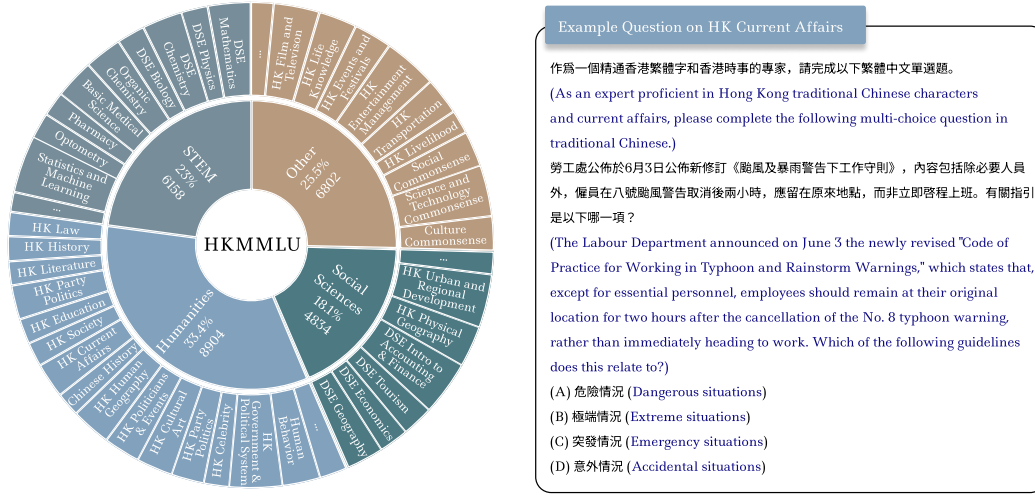 HKMMLU
STEM
23%
6158
DSE
Mathematics
DSE Physics
DSE
Chemistry
DSE Biology
Organic
Chemistry
Basic Medical
Science
Pharmacy
Optometry
Statistics and
Machine
Learning
...
Other
25.5%
6802
...
HK Film and
Televison
HK Life
Knowledge
HK Events and
Festivals
HK
Entertainment
Management
HK
Transportation
HK Livelihood
Social
Commonsense
Science and
Technology
Commonsense
Culture
Commonsense
Social
Sciences
18.1%
4834
...
HK Urban and
Regional
Development
HK Physical
Geography
DSE Intro to
Accounting
& Finance
DSE Tourism
DSE Economics
DSE Geography
Humanities
33.4%
8904
HK Law
HK History
HK Literature
HK Party
Politics
HK Education
HK Society
HK Current
Affairs
Chinese History
HK Human
Geography
HK Politicians
& Events
HK Cultural
Art
HK Party
Politics
HK Celebrity
HK
Government &
Political System
Human
Behavior
...
Example Question on HK Current Affairs
作爲一個精通香港繁體字和香港時事的專家，請完成以下繁體中文單選題。
(As an expert proficient in Hong Kong traditional Chinese characters
and current affairs, please complete the following multi-choice question in
traditional Chinese.)
勞工處公佈於6月3日公佈新修訂《颱風及暴雨警告下工作守則》，內容包括除必要人員
外，僱員在八號颱風警告取消後兩小時，應留在原來地點，而非立即啓程上班。有關指引
是以下哪一項？
(The Labour Department announced on June 3 the newly revised "Code of
Practice for Working in Typhoon and Rainstorm Warnings," which states that,
except for essential personnel, employees should remain at their original
location for two hours after the cancellation of the No. 8 typhoon warning,
rather than immediately heading to work. Which of the following guidelines
does this relate to?)
(A) 危險情況 (Dangerous situations)
(B) 極端情況 (Extreme situations)
(C) 突發情況 (Emergency situations)
(D) 意外情況 (Accidental situations)